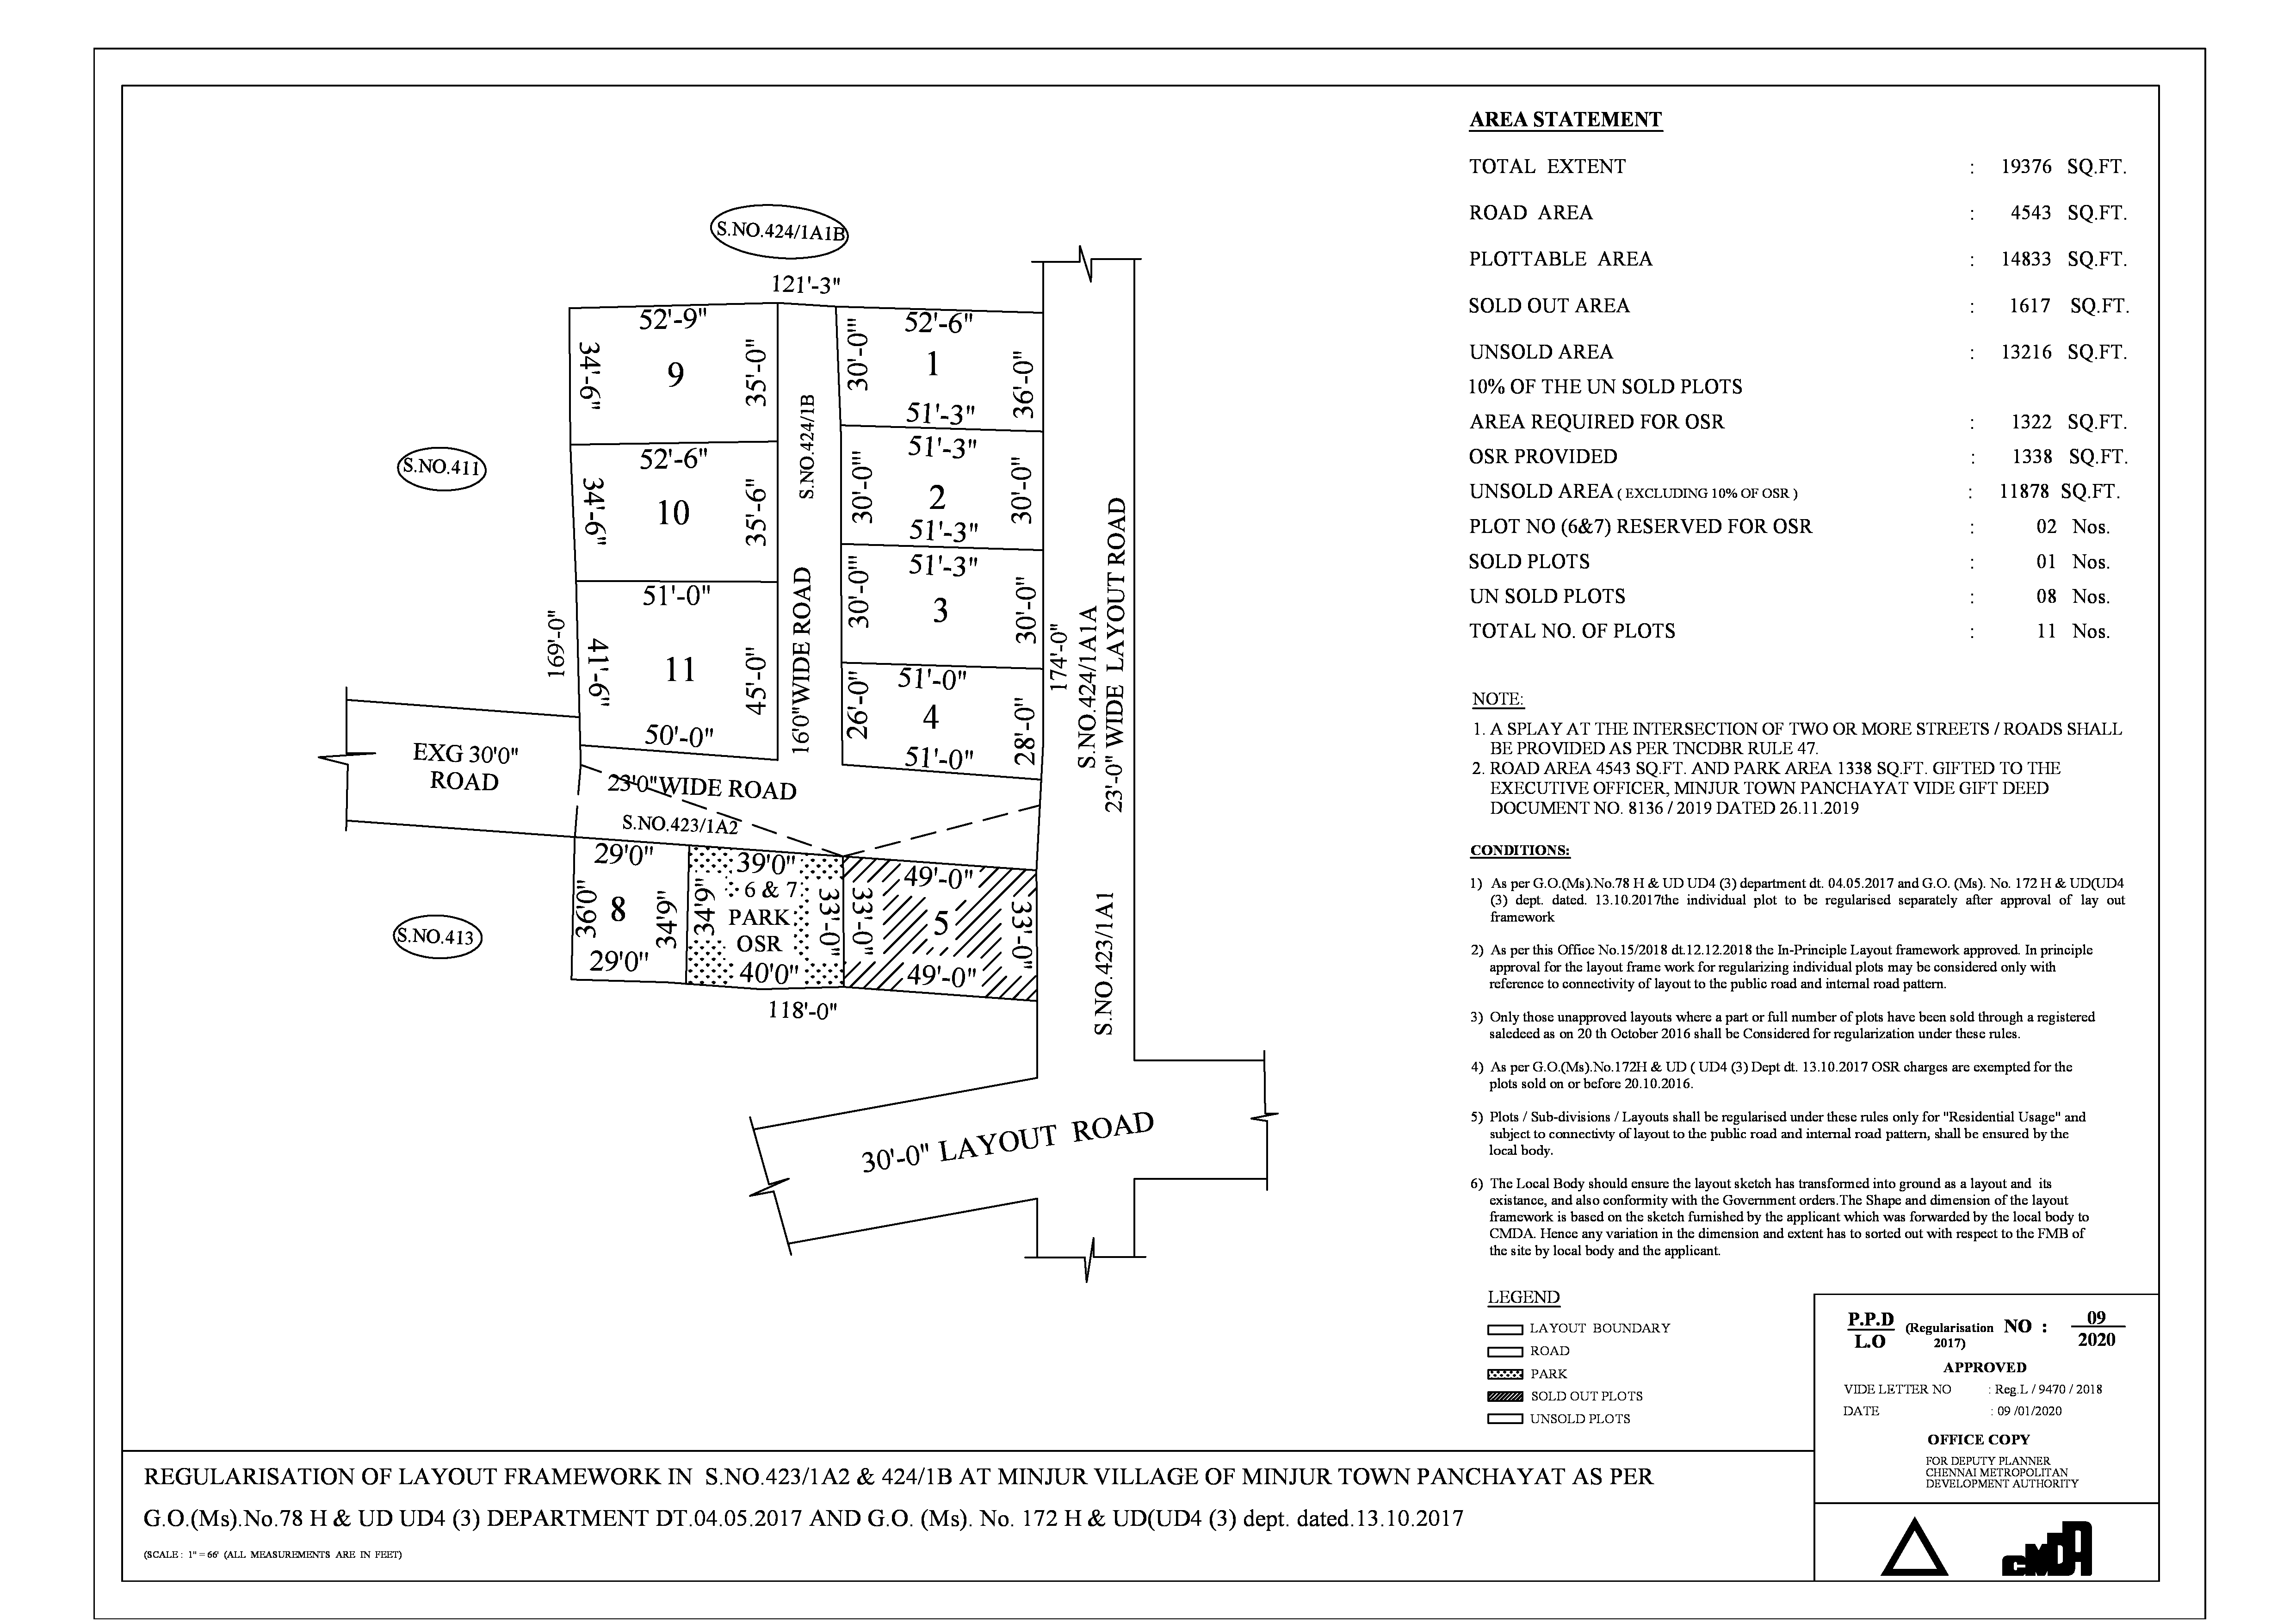 S.NO.424/1A1B
121'-3"
52'-9"
34'-6"
9
35'-0"
52'-6"
34'-6"
10
35'-6"
51'-0"
41'-6"
11
45'-0"
50'-0"
169'-0"
S.NO.424/1B
16'0"WIDE ROAD
52'-6"
30'-0'"
1
36'-0"
51'-3"
51'-3"
30'-0'"
2
30'-0"
51'-3"
51'-3"
30'-0'"
3
30'-0"
51'-0"
26'-0"
4
28'-0"
51'-0"
174'-0"
S.NO.424/1A1A
23'-0" WIDE LAYOUT ROAD
S.NO.411
EXG 30'0"
ROAD
23'0"WIDE ROAD
S.NO.423/1A2
29'0"
36'0"
8
34'9"
29'0"
39'0"
34'9"
6 & 7
PARK
OSR
33'-0"
40'0"
49'-0"
33'-0"
5
33'-0"
49'-0"
118'-0"
S.NO.413
S.NO.423/1A1
30'-0" LAYOUT ROAD
AREA STATEMENT
TOTAL EXTENT : 19376 SQ.FT.
ROAD AREA : 4543 SQ.FT.
PLOTTABLE AREA : 14833 SQ.FT.
SOLD OUT AREA : 1617 SQ.FT.
UNSOLD AREA : 13216 SQ.FT.
10% OF THE UN SOLD PLOTS
AREA REQUIRED FOR OSR : 1322 SQ.FT.
OSR PROVIDED : 1338 SQ.FT.
UNSOLD AREA ( EXCLUDING 10% OF OSR ) : 11878 SQ.FT.
PLOT NO (6&7) RESERVED FOR OSR : 02 Nos.
SOLD PLOTS : 01 Nos.
UN SOLD PLOTS : 08 Nos.
TOTAL NO. OF PLOTS : 11 Nos.
NOTE:
1. A SPLAY AT THE INTERSECTION OF TWO OR MORE STREETS / ROADS SHALL
BE PROVIDED AS PER TNCDBR RULE 47.
2. ROAD AREA 4543 SQ.FT. AND PARK AREA 1338 SQ.FT. GIFTED TO THE
EXECUTIVE OFFICER, MINJUR TOWN PANCHAYAT VIDE GIFT DEED
DOCUMENT NO. 8136 / 2019 DATED 26.11.2019
CONDITIONS:
1) As per G.O.(Ms).No.78 H & UD UD4 (3) department dt. 04.05.2017 and G.O. (Ms). No. 172 H & UD(UD4
(3) dept. dated. 13.10.2017the individual plot to be regularised separately after approval of lay out
framework
2) As per this Office No.15/2018 dt.12.12.2018 the In-Principle Layout framework approved. In principle
approval for the layout frame work for regularizing individual plots may be considered only with
reference to connectivity of layout to the public road and internal road pattern.
3) Only those unapproved layouts where a part or full number of plots have been sold through a registered
saledeed as on 20 th October 2016 shall be Considered for regularization under these rules.
4) As per G.O.(Ms).No.172H & UD ( UD4 (3) Dept dt. 13.10.2017 OSR charges are exempted for the
plots sold on or before 20.10.2016.
5) Plots / Sub-divisions / Layouts shall be regularised under these rules only for "Residential Usage" and
subject to connectivty of layout to the public road and internal road pattern, shall be ensured by the
local body.
6) The Local Body should ensure the layout sketch has transformed into ground as a layout and its
existance, and also conformity with the Government orders.The Shape and dimension of the layout
framework is based on the sketch furnished by the applicant which was forwarded by the local body to
CMDA. Hence any variation in the dimension and extent has to sorted out with respect to the FMB of
the site by local body and the applicant.
LEGEND
LAYOUT BOUNDARY
ROAD
PARK
SOLD OUT PLOTS
UNSOLD PLOTS
P.P.D
L.O
(Regularisation
2017)
NO :
09
2020
APPROVED
VIDE LETTER NO : Reg.L / 9470 / 2018
DATE : 09 /01/2020
OFFICE COPY
FOR DEPUTY PLANNER
CHENNAI METROPOLITAN
DEVELOPMENT AUTHORITY
CMDA
REGULARISATION OF LAYOUT FRAMEWORK IN S.NO.423/1A2 & 424/1B AT MINJUR VILLAGE OF MINJUR TOWN PANCHAYAT AS PER
G.O.(Ms).No.78 H & UD UD4 (3) DEPARTMENT DT.04.05.2017 AND G.O. (Ms). No. 172 H & UD(UD4 (3) dept. dated.13.10.2017
(SCALE : 1" = 66' (ALL MEASUREMENTS ARE IN FEET)